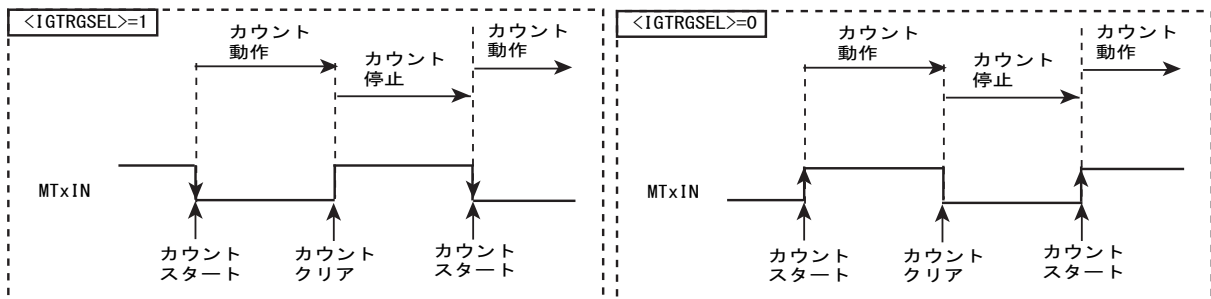 <IGTRGSEL>=1
カウント
動作
カウント
停止
カウント
動作
MTxIN
カウント
スタート
カウント
クリア
カウント
スタート
<IGTRGSEL>=0
カウント
動作
カウント
停止
カウント
動作
MTxIN
カウント
スタート
カウント
クリア
カウント
スタート